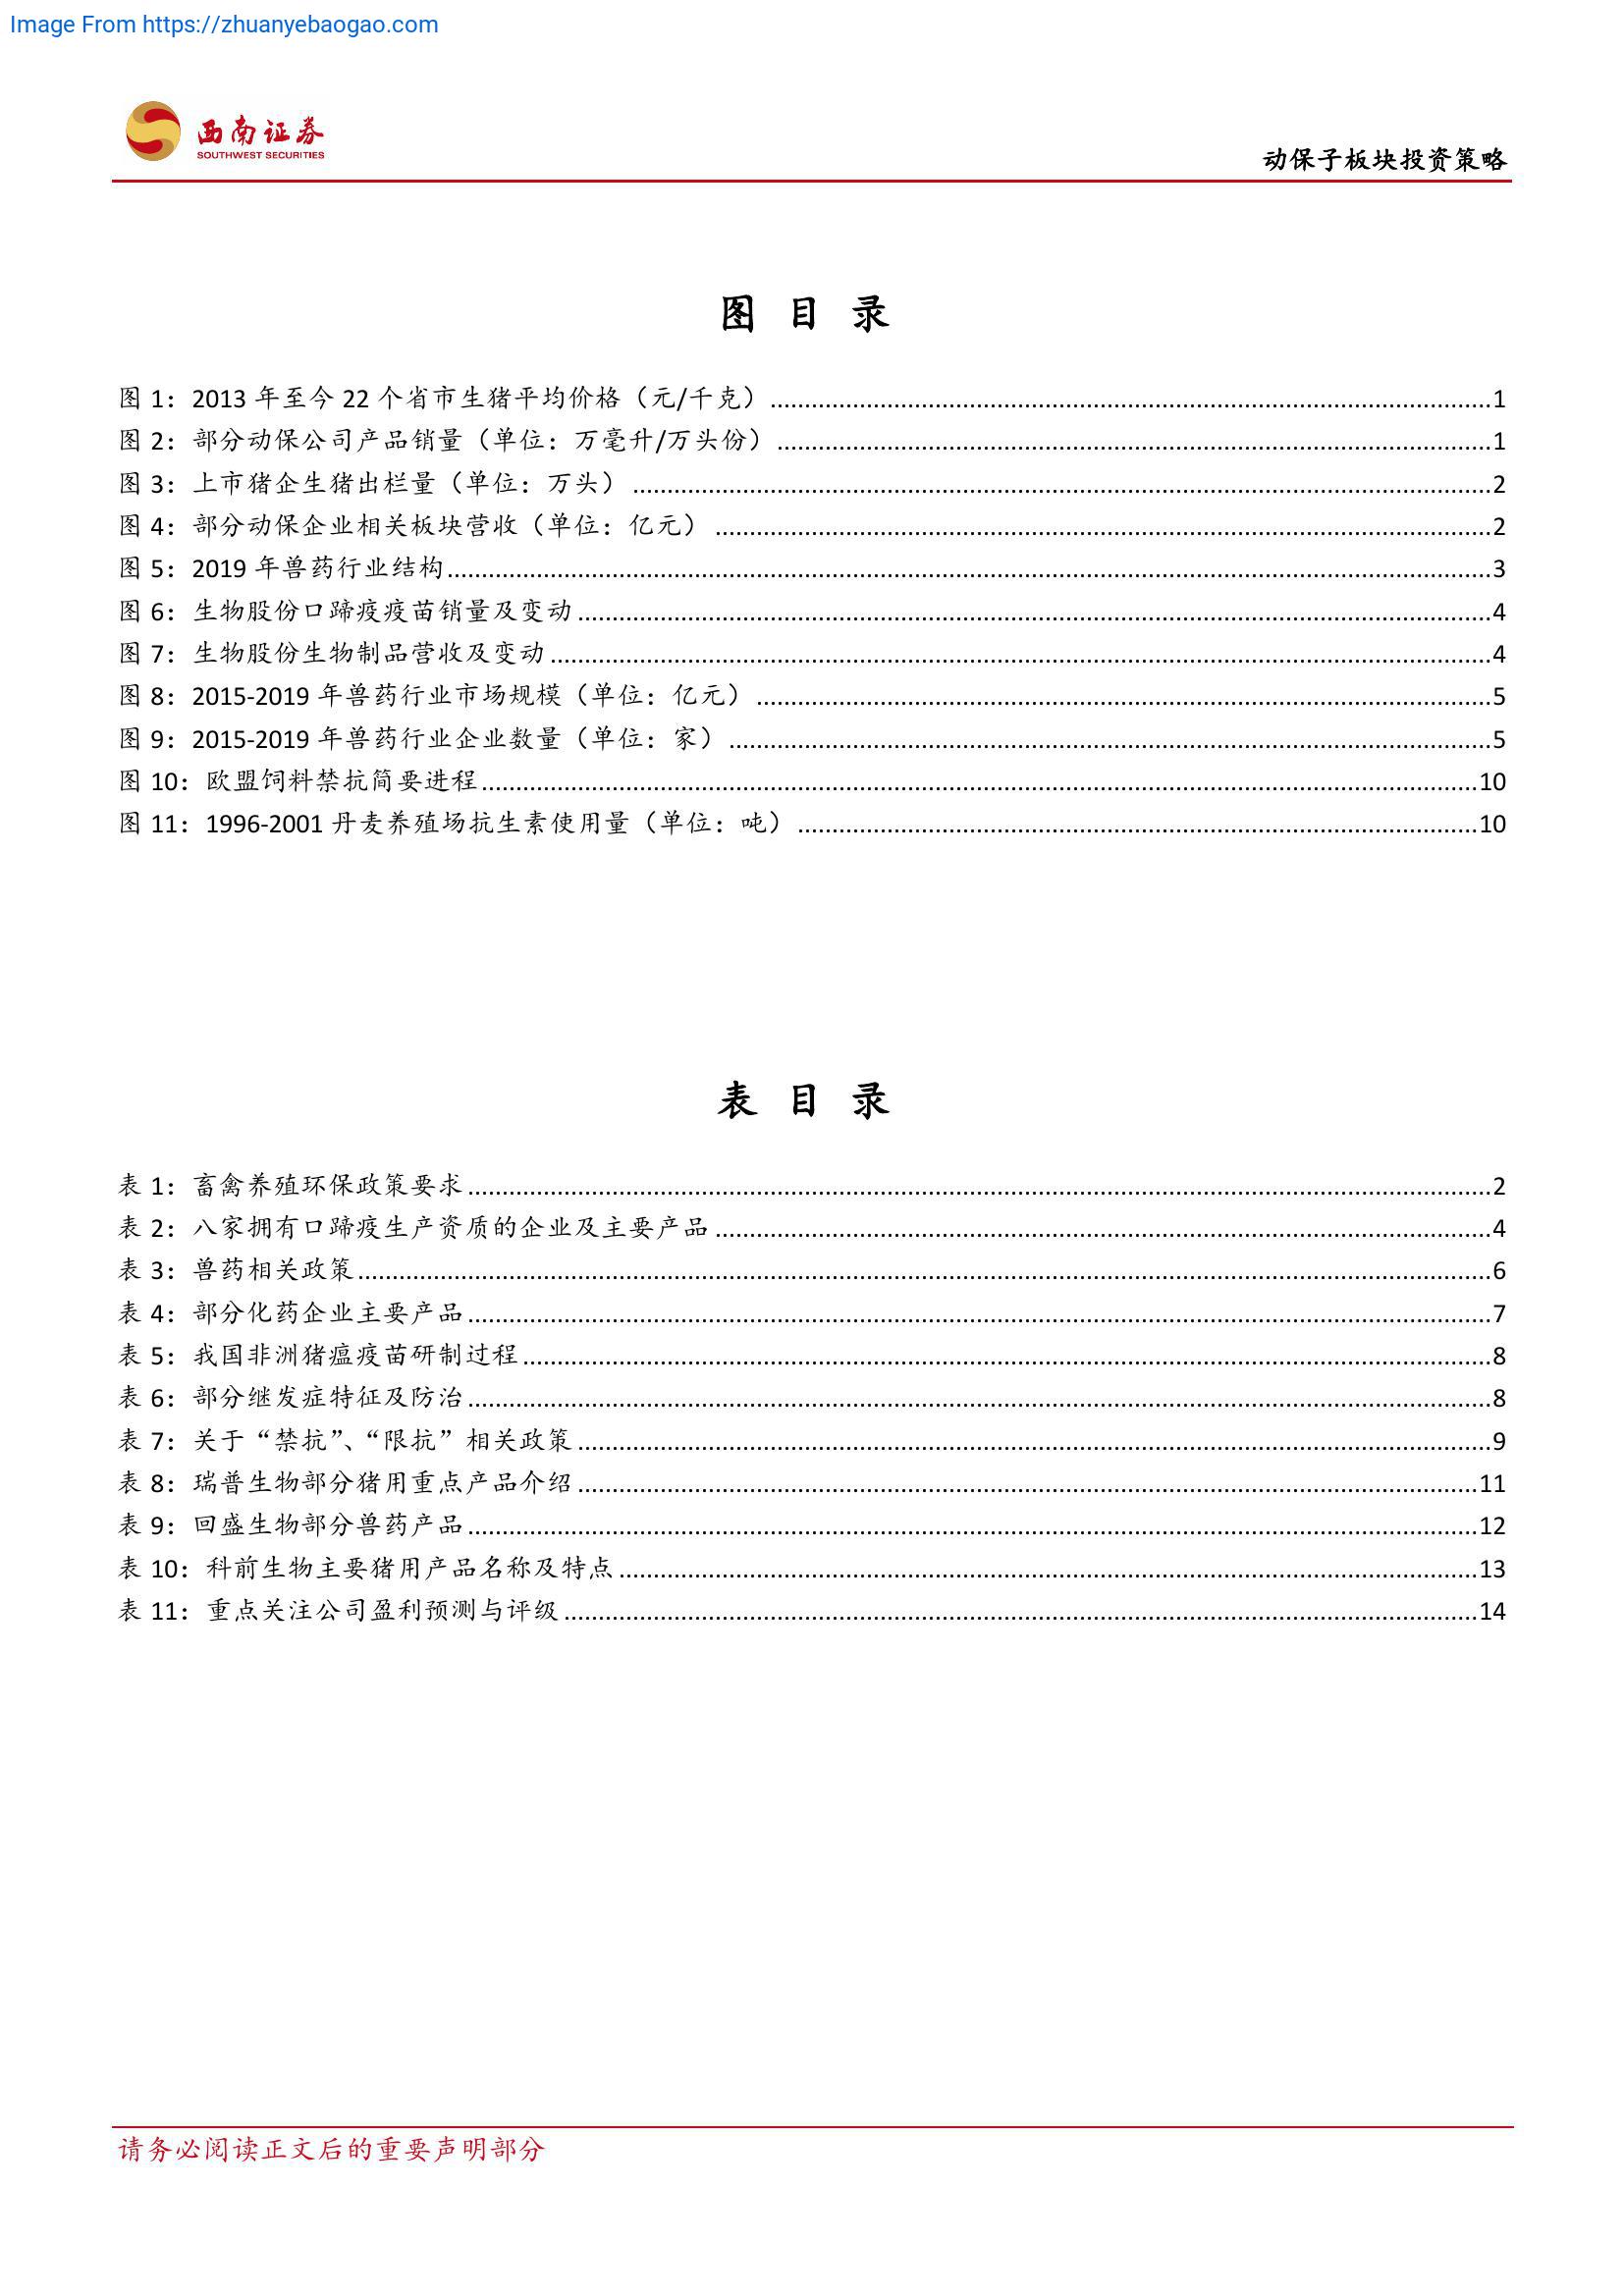 Image From https://zhuanyebaogao.com
西南证券
SOUTHWEST SECURITIES
动保子板块投资策略
图 目 录
图 1：2013 年至今 22 个省市生猪平均价格（元/千克）........1
图 2：部分动保公司产品销量（单位：万毫升/万头份）........1
图 3：上市猪企生猪出栏量（单位：万头）........2
图 4：部分动保企业相关板块营收（单位：亿元）........2
图 5：2019 年兽药行业结构........3
图 6：生物股份口蹄疫疫苗销量及变动........4
图 7：生物股份生物制品营收及变动........4
图 8：2015-2019 年兽药行业市场规模（单位：亿元）........5
图 9：2015-2019 年兽药行业企业数量（单位：家）........5
图 10：欧盟饲料禁抗简要进程........10
图 11：1996-2001 丹麦养殖场抗生素使用量（单位：吨）........10
表 目 录
表 1：畜禽养殖环保政策要求........2
表 2：八家拥有口蹄疫生产资质的企业及主要产品........4
表 3：兽药相关政策........6
表 4：部分化药企业主要产品........7
表 5：我国非洲猪瘟疫苗研制过程........8
表 6：部分继发症特征及防治........8
表 7：关于“禁抗”、“限抗”相关政策........9
表 8：瑞普生物部分猪用重点产品介绍........11
表 9：回盛生物部分兽药产品........12
表 10：科前生物主要猪用产品名称及特点........13
表 11：重点关注公司盈利预测与评级........14
请务必阅读正文后的重要声明部分